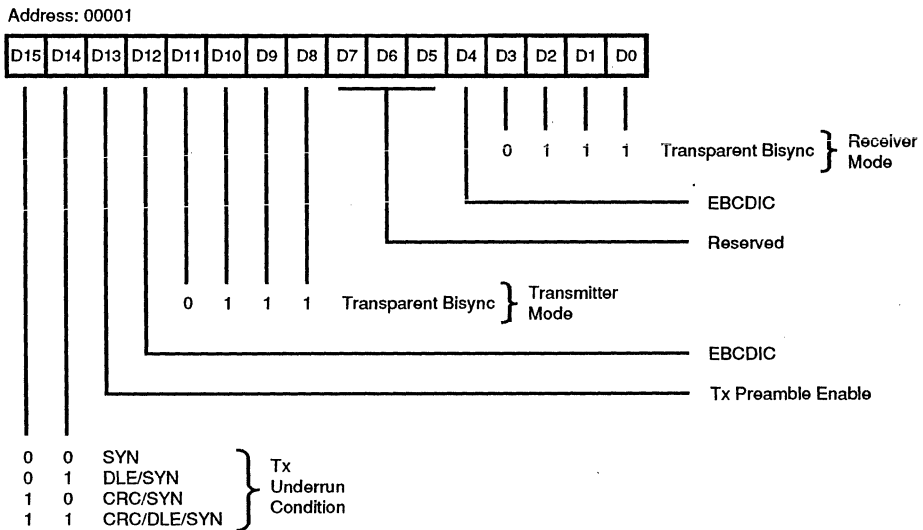 Address: 00001
D15 D14 D13 D12 D11 D10 D9 D8 D7 D6 D5 D4 D3 D2 D1 D0
0 1 1 1 Transparent Bisync } Receiver
Mode
EBCDIC
Reserved
0 1 1 1 Transparent Bisync } Transmitter
Mode
EBCDIC
Tx Preamble Enable
0 0 SYN
0 1 DLE/SYN
1 0 CRC/SYN
1 1 CRC/DLE/SYN
Tx
Underrun
Condition